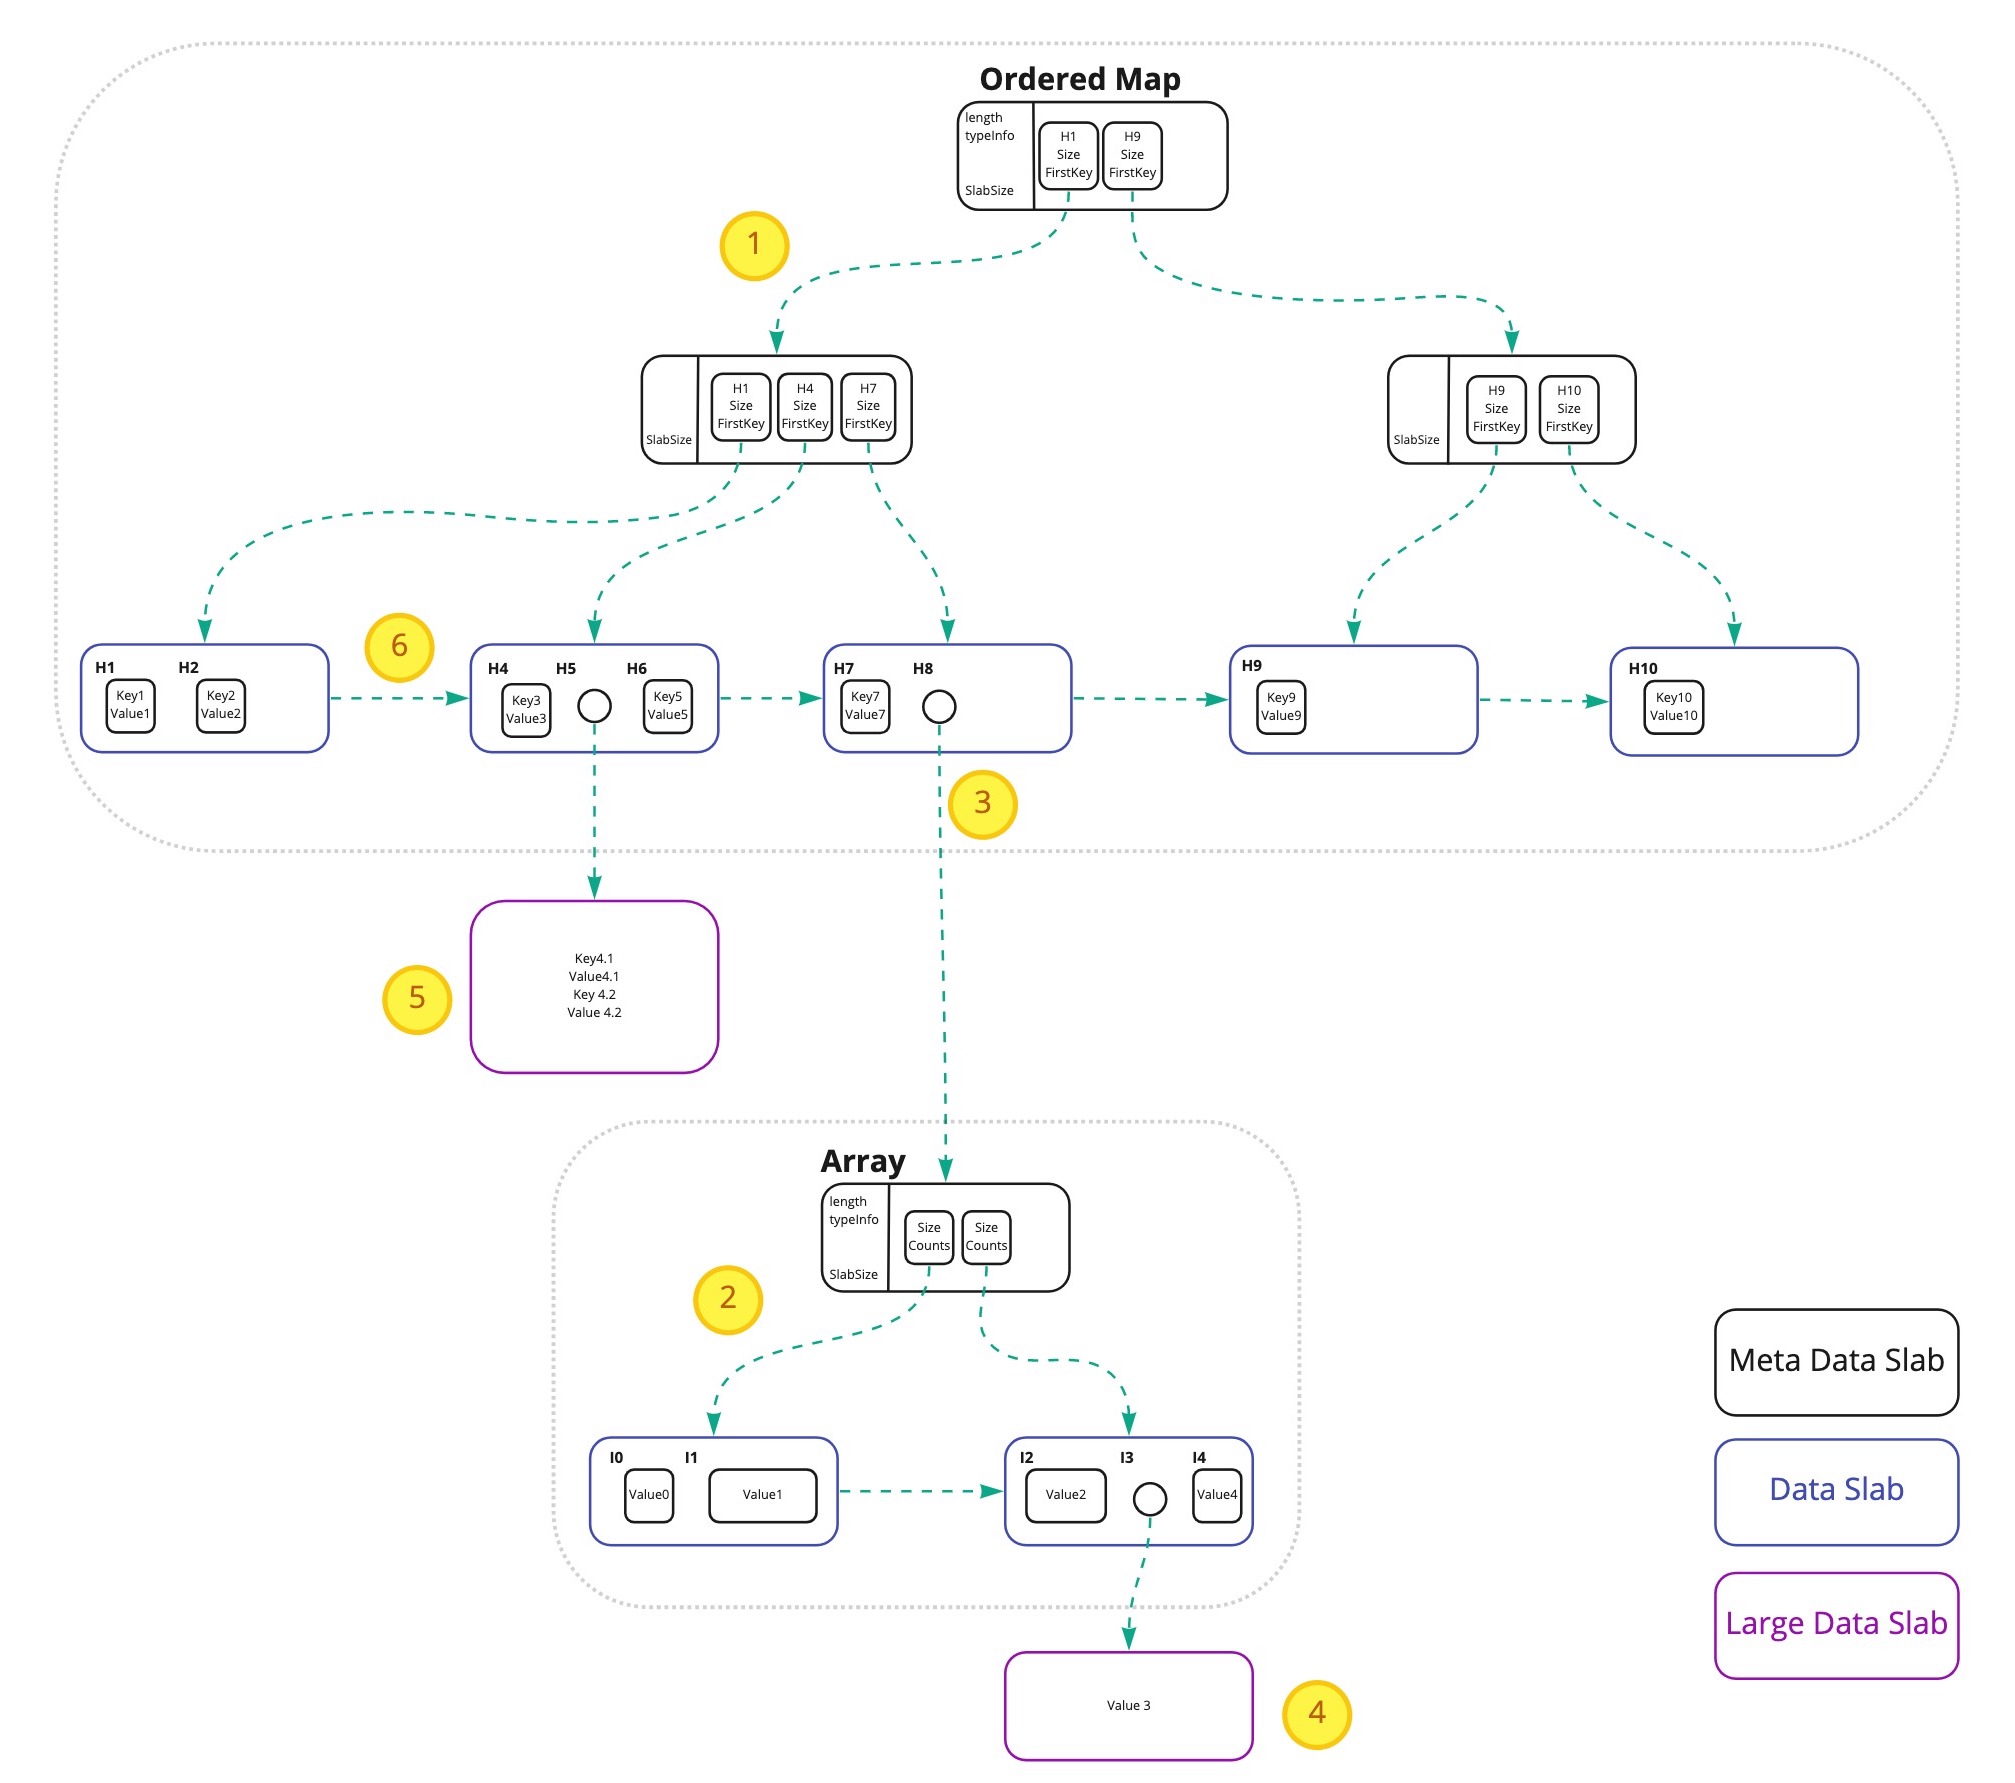 Ordered Map
length
typeInfo
SlabSize
H1
Size
FirstKey
H9
Size
FirstKey
1
SlabSize
H1
Size
FirstKey
H4
Size
FirstKey
H7
Size
FirstKey
SlabSize
H9
Size
FirstKey
H10
Size
FirstKey
H1
Key1
Value1
H2
Key2
Value2
6
H4
Key3
Value3
H5
H6
Key5
Value5
H7
Key7
Value7
H8
H9
Key9
Value9
H10
Key10
Value10
3
Key4.1
Value4.1
Key 4.2
Value 4.2
5
Array
length
typeInfo
SlabSize
Size
Counts
Size
Counts
2
I0
Value0
I1
Value1
I2
Value2
I3
I4
Value4
Value 3
4
Meta Data Slab
Data Slab
Large Data Slab